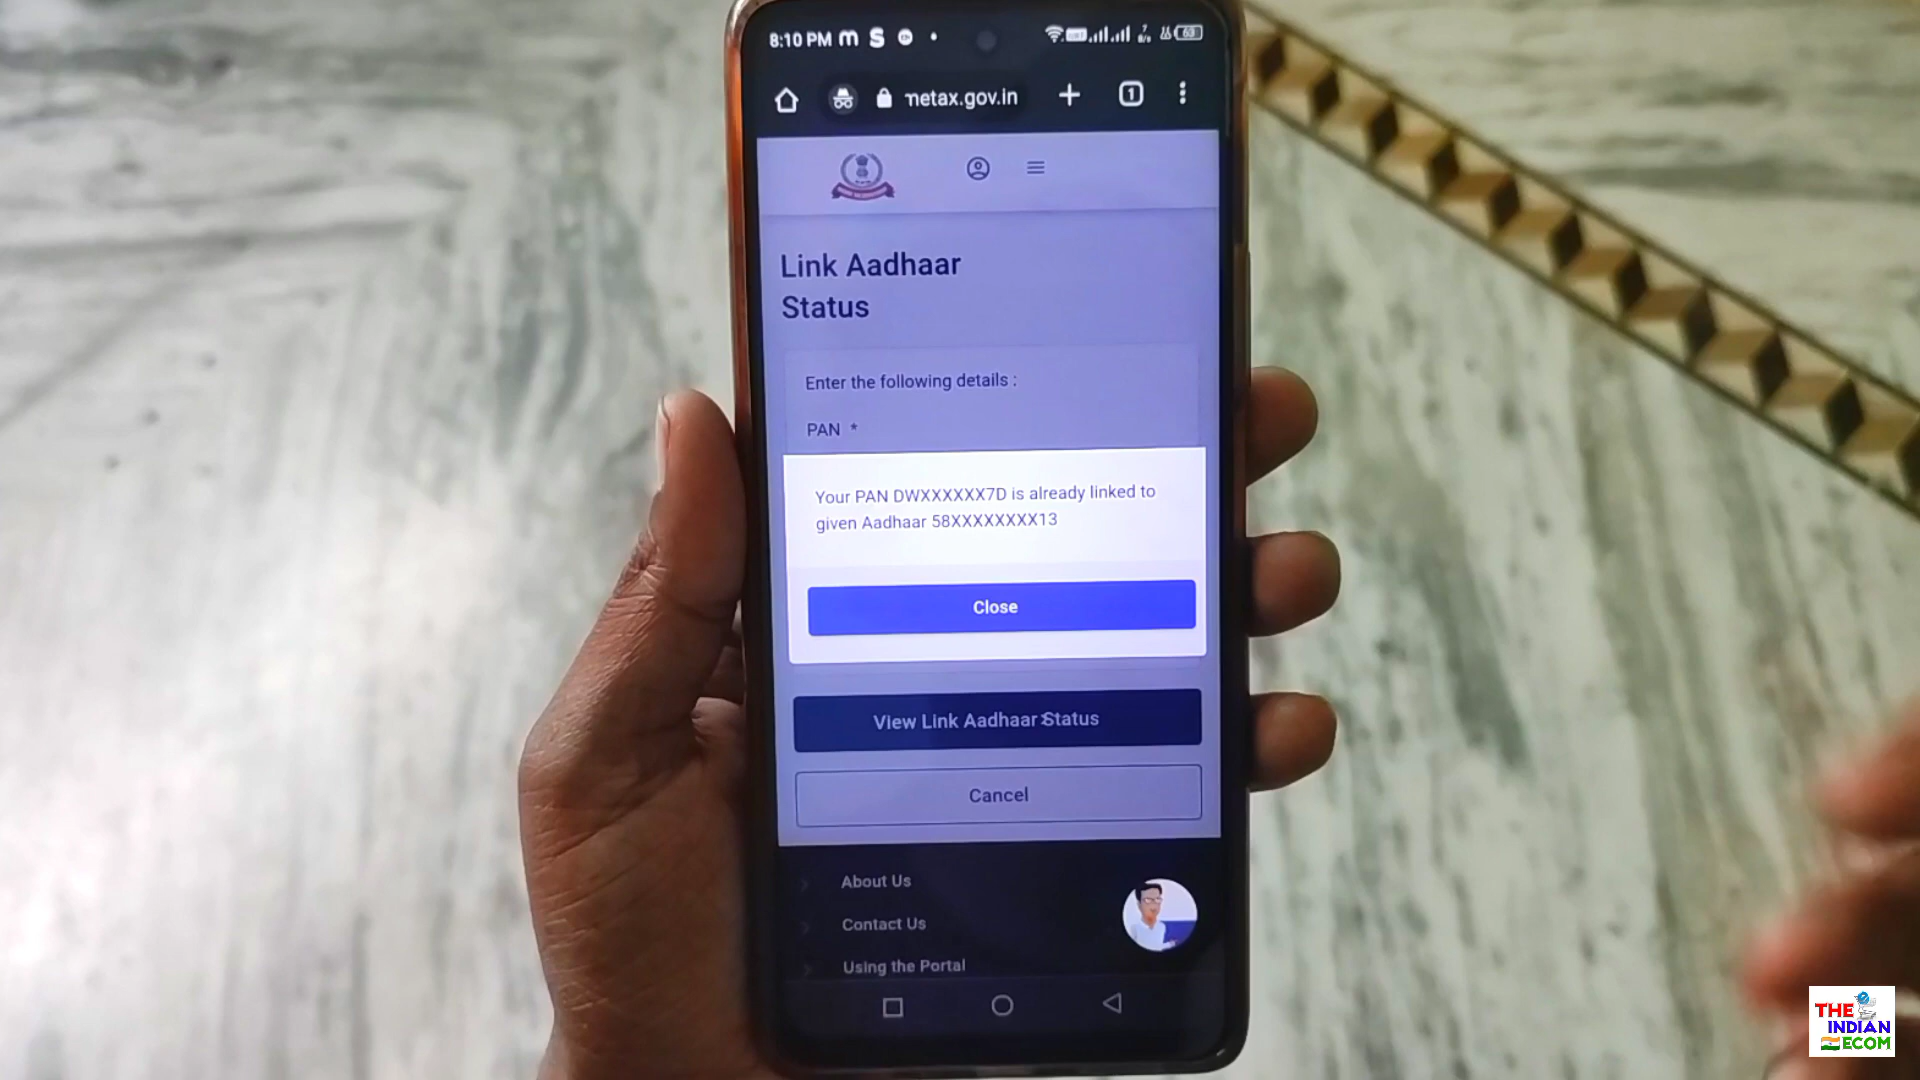 8:10 PM
63
netax.gov.in
1
Link Aadhaar
Status
Enter the following details :
PAN *
Your PAN DWXXXXXX7D is already linked to
given Aadhaar 58XXXXXXXX13
Close
View Link Aadhaar Status
Cancel
About Us
Contact Us
Using the Portal
THE
INDIAN
ECOM